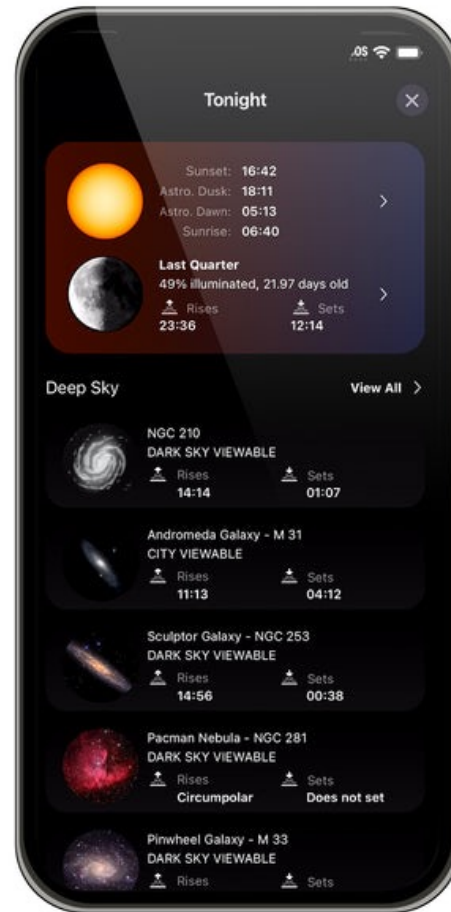 .0S
Tonight
Sunset: 16:42
Astro. Dusk: 18:11
Astro. Dawn: 05:13
Sunrise: 06:40
Last Quarter
49% illuminated, 21.97 days old
Rises Sets
23:36 12:14
Deep Sky View All
NGC 210
DARK SKY VIEWABLE
Rises Sets
14:14 01:07
Andromeda Galaxy - M 31
CITY VIEWABLE
Rises Sets
11:13 04:12
Sculptor Galaxy - NGC 253
DARK SKY VIEWABLE
Rises Sets
14:56 00:38
Pacman Nebula - NGC 281
DARK SKY VIEWABLE
Rises Sets
Circumpolar Does not set
Pinwheel Galaxy - M 33
DARK SKY VIEWABLE
Rises Sets